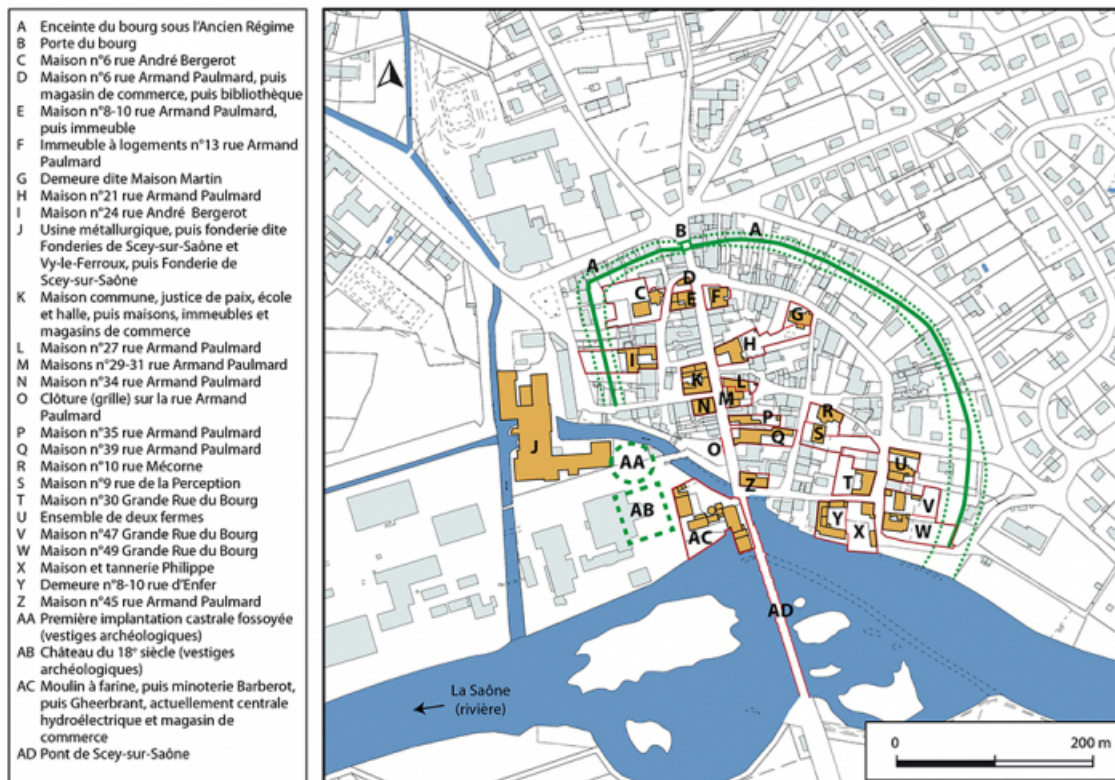 A Enceinte du bourg sous l'Ancien Régime
B Porte du bourg
C Maison n°6 rue André Bergerot
D Maison n°6 rue Armand Paulmard, puis
magasin de commerce, puis bibliothèque
E Maison n°8-10 rue Armand Paulmard,
puis immeuble
F Immeuble à logements n°13 rue Armand
Paulmard
G Demeure dite Maison Martin
H Maison n°21 rue Armand Paulmard
I Maison n°24 rue André Bergerot
J Usine métallurgique, puis fonderie dite
Fonderies de Scey-sur-Saône et
Vy-le-Ferroux, puis Fonderie de
Scey-sur-Saône
K Maison commune, justice de paix, école
et halle, puis maisons, immeubles et
magasins de commerce
L Maison n°27 rue Armand Paulmard
M Maisons n°29-31 rue Armand Paulmard
N Maison n°34 rue Armand Paulmard
O Clôture (grille) sur la rue Armand
Paulmard
P Maison n°35 rue Armand Paulmard
Q Maison n°39 rue Armand Paulmard
R Maison n°10 rue Mécorne
S Maison n°9 rue de la Perception
T Maison n°30 Grande Rue du Bourg
U Ensemble de deux fermes
V Maison n°47 Grande Rue du Bourg
W Maison n°49 Grande Rue du Bourg
X Maison et tannerie Philippe
Y Demeure n°8-10 rue d'Enfer
Z Maison n°45 rue Armand Paulmard
AA Première implantation castrale fossoyée
(vestiges archéologiques)
AB Château du 18e siècle (vestiges
archéologiques)
AC Moulin à farine, puis minoterie Barberot,
puis Gheerbrant, actuellement centrale
hydroélectrique et magasin de
commerce
AD Pont de Scey-sur-Saône
B
A
A
D
C
E
F
G
H
I
K
L
M
N
P
R
Q
S
O
J
AA
U
T
Z
V
AB
Y
X
W
AC
AD
La Saône
(rivière)
0
200 m